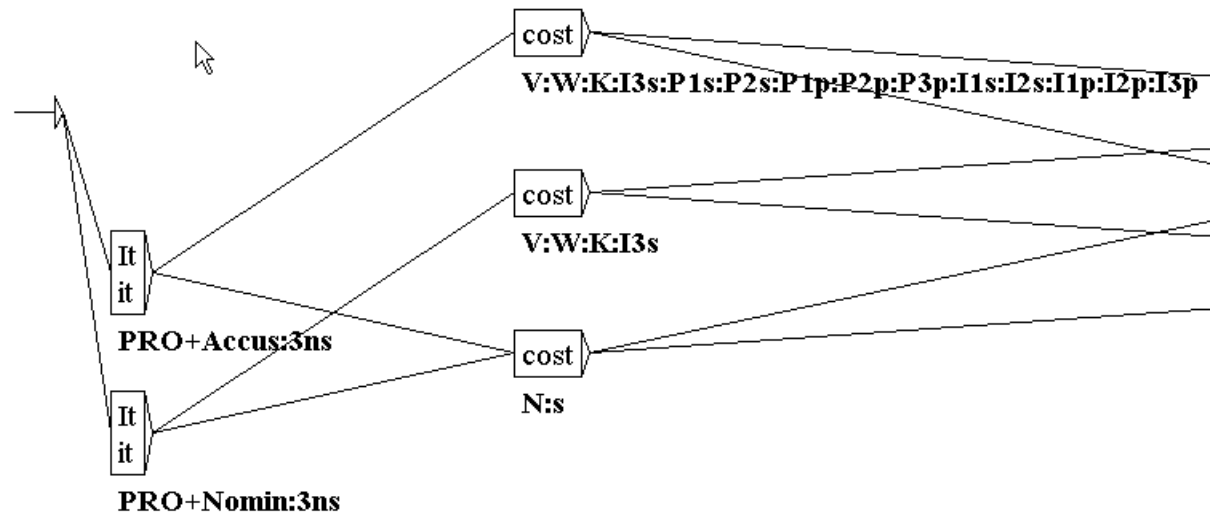 cost
V:W:K:I3s:P1s:P2s:P1p:P2p:P3p:I1s:I2s:I1p:I2p:I3p
cost
V:W:K:I3s
It
it
PRO+Accus:3ns
cost
N:s
It
it
PRO+Nomin:3ns